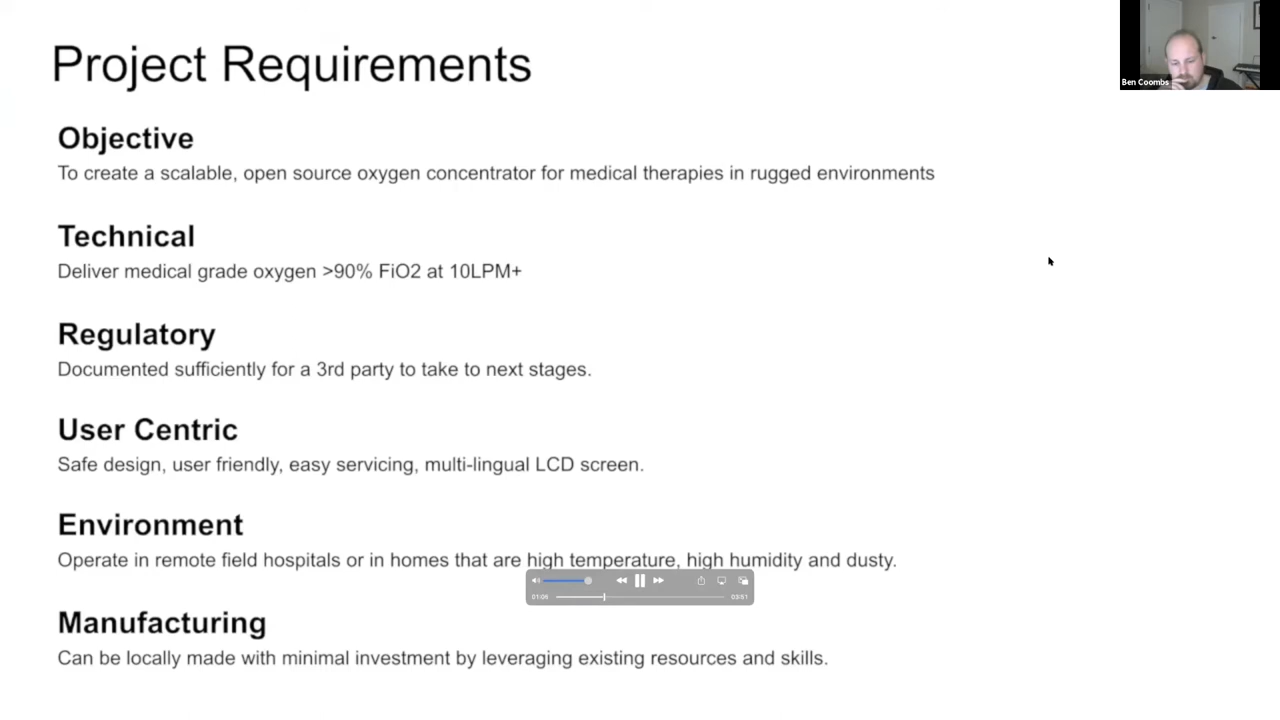 Project Requirements
Ben Coombs
Objective
To create a scalable, open source oxygen concentrator for medical therapies in rugged environments
Technical
Deliver medical grade oxygen >90% FiO2 at 10LPM+
Regulatory
Documented sufficiently for a 3rd party to take to next stages.
User Centric
Safe design, user friendly, easy servicing, multi-lingual LCD screen.
Environment
Operate in remote field hospitals or in homes that are high temperature, high humidity and dusty.
01:06 03:51
Manufacturing
Can be locally made with minimal investment by leveraging existing resources and skills.